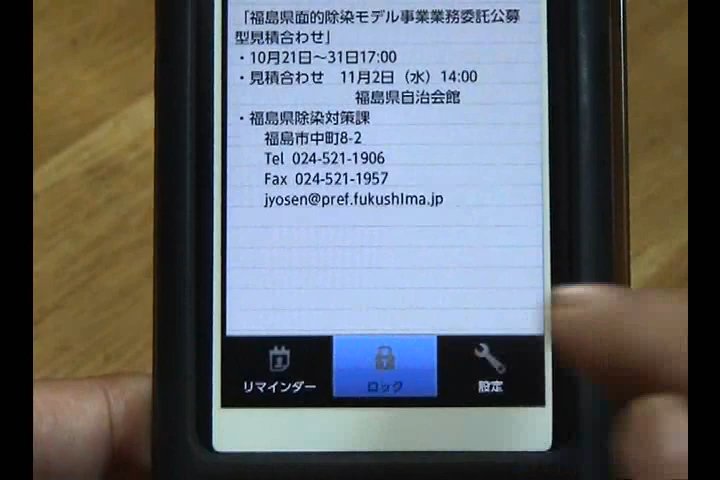 「福島県面的除染モデル事業業務委託公募
型見積合わせ」
・10月21日～31日17:00
・見積合わせ　11月2日（水）14:00
福島県自治会館
・福島県除染対策課
福島市中町8-2
Tel 024-521-1906
Fax 024-521-1957
jyosen@pref.fukushIma.jp
リマインダー ロック 設定